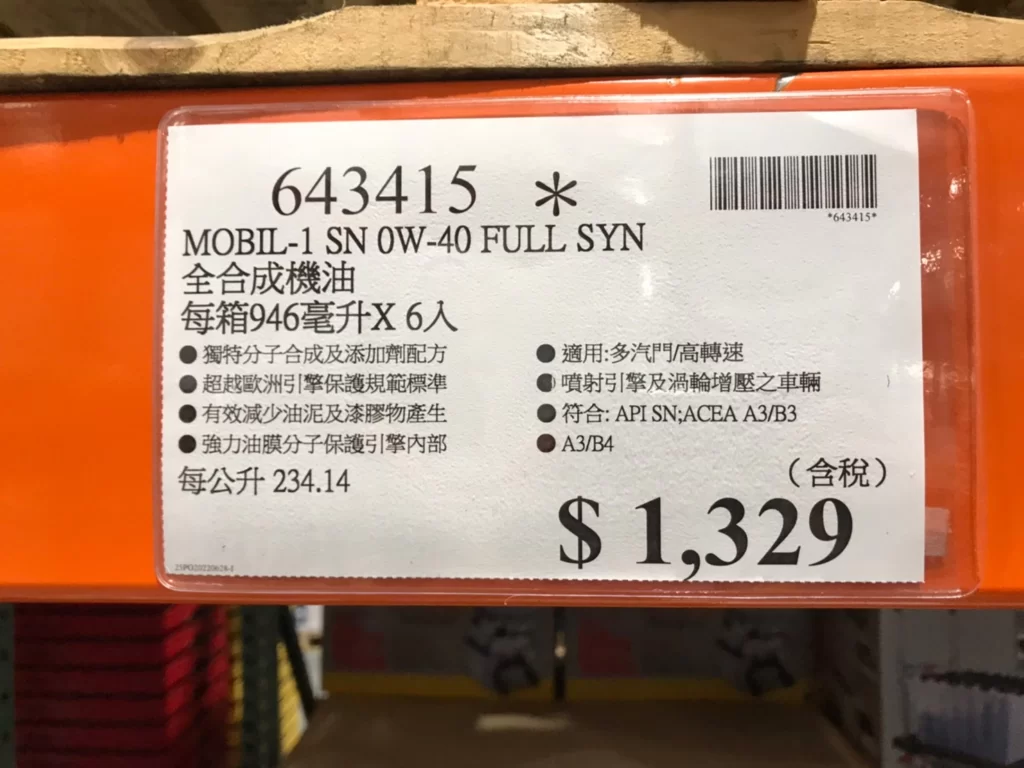 643415 *
*643415*
MOBIL-1 SN 0W-40 FULL SYN
全合成機油
每箱946毫升X 6入
● 獨特分子合成及添加劑配方
● 超越歐洲引擎保護規範標準
● 有效減少油泥及漆膠物產生
● 強力油膜分子保護引擎內部
● 適用:多汽門/高轉速
● 噴射引擎及渦輪增壓之車輛
● 符合: API SN;ACEA A3/B3
● A3/B4
每公升 234.14
(含稅)
$ 1,329